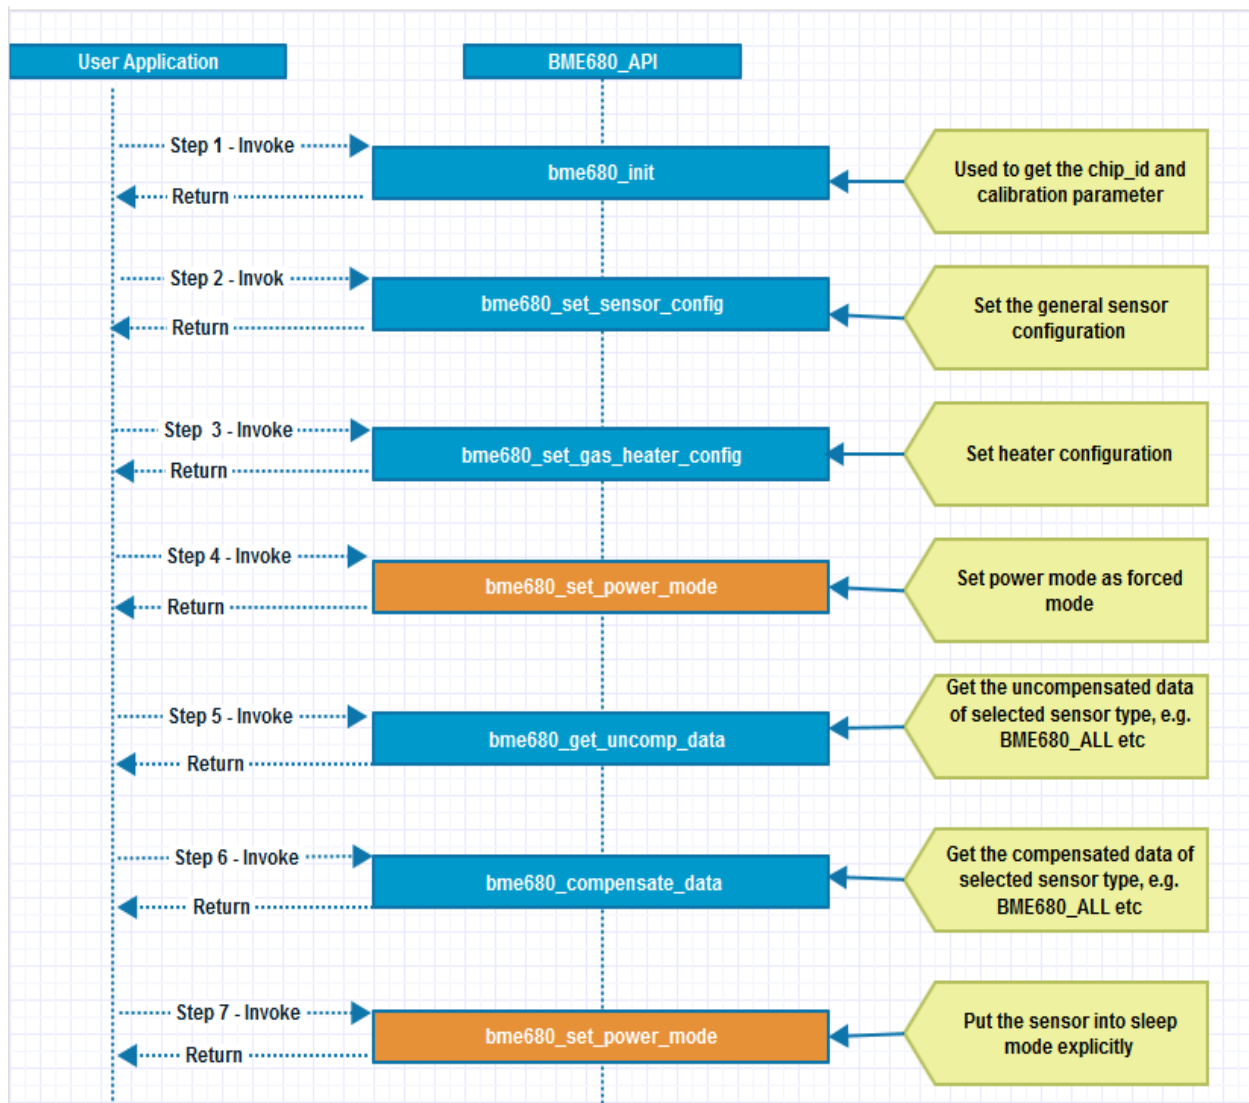 User Application
BME680_API
Step 1 - Invoke
bme680_init
Return
Used to get the chip_id and
calibration parameter
Step 2 - Invok
bme680_set_sensor_config
Return
Set the general sensor
configuration
Step  3 - Invoke
bme680_set_gas_heater_config
Return
Set heater configuration
Step 4 - Invoke
bme680_set_power_mode
Return
Set power mode as forced
mode
Step 5 - Invoke
bme680_get_uncomp_data
Return
Get the uncompensated data
of selected sensor type, e.g.
BME680_ALL etc
Step 6 - Invoke
bme680_compensate_data
Return
Get the compensated data of
selected sensor type, e.g.
BME680_ALL etc
Step 7 - Invoke
bme680_set_power_mode
Return
Put the sensor into sleep
mode explicitly